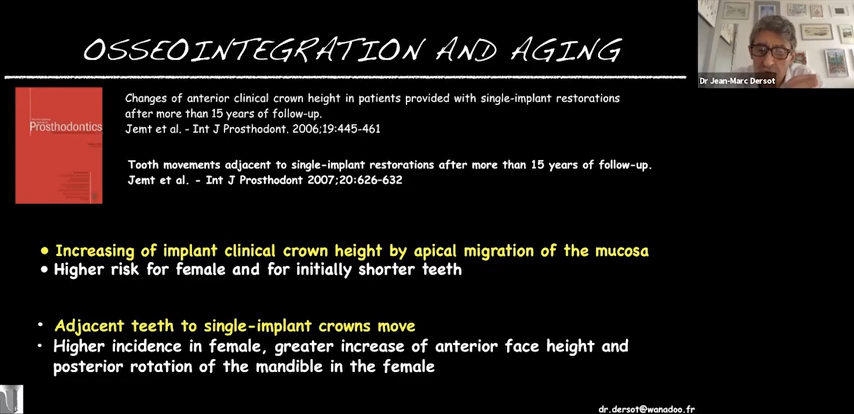 OSSEOINTEGRATION AND AGING
Dr Jean-Marc Dersot
Changes of anterior clinical crown height in patients provided with single-implant restorations
after more than 15 years of follow-up.
Jemt et al. - Int J Prosthodont. 2006;19:445-461
Prosthodontics
Tooth movements adjacent to single-implant restorations after more than 15 years of follow-up.
Jemt et al. - Int J Prosthodont 2007;20:626–632
• Increasing of implant clinical crown height by apical migration of the mucosa
• Higher risk for female and for initially shorter teeth
• Adjacent teeth to single-implant crowns move
• Higher incidence in female, greater increase of anterior face height and
posterior rotation of the mandible in the female
dr.dersot@wanadoo.fr